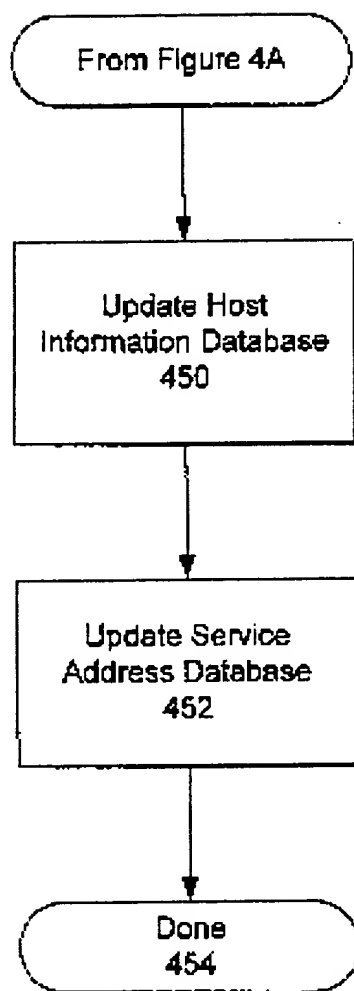 From Figure 4A
Update Host
Information Database
450
Update Service
Address Database
452
Done
454